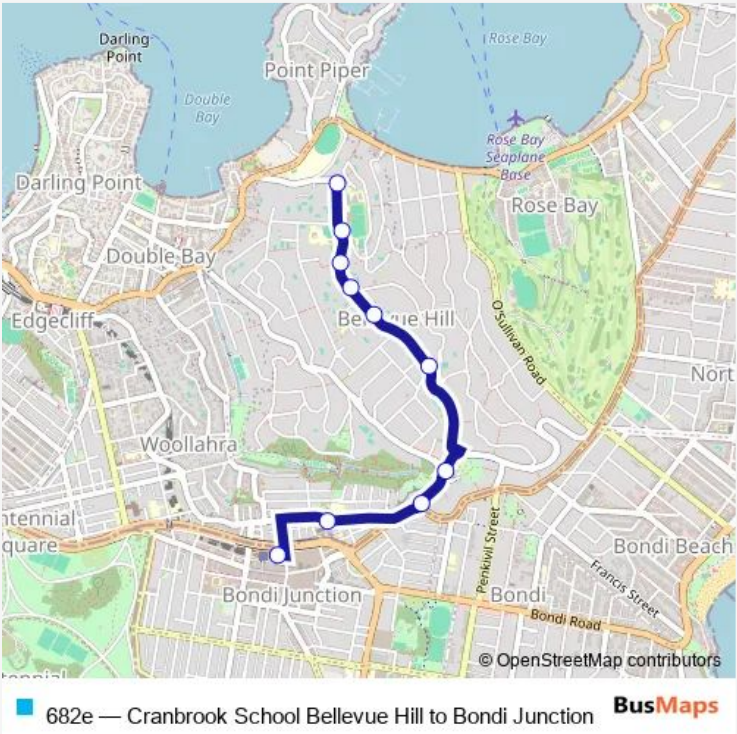 Darling
Point
Rose Bay
Point Piper
Double
Bay
Rose Bay
Seaplane
Base
Darling Point
Rose Bay
Double Bay
Edgecliff
Bellevue Hill
O'Sullivan Road
Nort
Woollahra
ntennial
quare
Penkivil Street
Bondi Beach
Francis Street
Bondi Junction
Bondi
Bondi Road
tennial
© OpenStreetMap contributors
682e — Cranbrook School Bellevue Hill to Bondi Junction
BusMaps